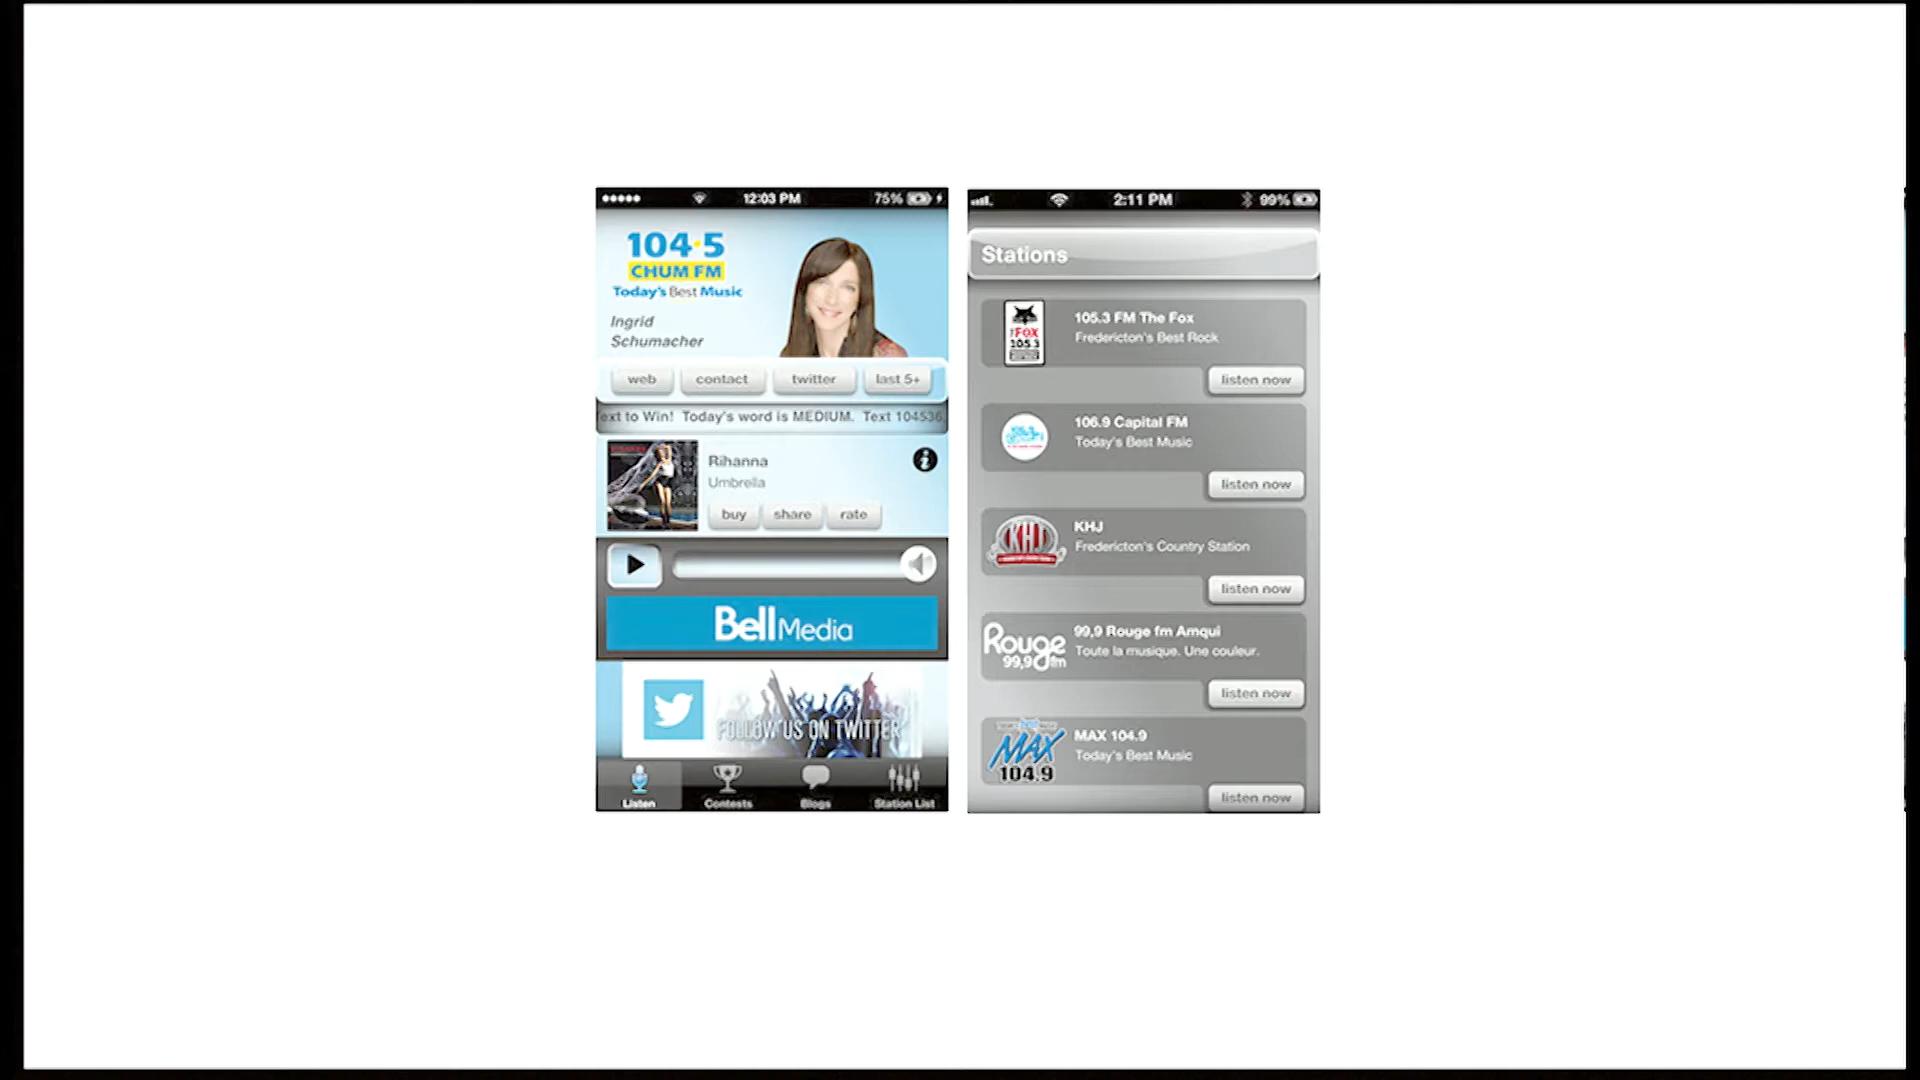 12:03 PM
75%
104·5
CHUM FM
Today's Best Music
Ingrid
Schumacher
web
contact
twitter
last 5+
ext to Win! Today's word is MEDIUM. Text 104536
Rihanna
Umbrella
buy
share
rate
Bell Media
FOLLOW US ON TWITTER
Listen
Contests
Blogs
Station List
2:11 PM
99%
Stations
THE FOX
105.3
105.3 FM The Fox
Fredericton's Best Rock
listen now
106.9 Capital FM
Today's Best Music
listen now
KHJ
KHJ
Fredericton's Country Station
listen now
Rouge
99,9 fm
99,9 Rouge fm Amqui
Toute la musique. Une couleur.
listen now
MAX
104.9
MAX 104.9
Today's Best Music
listen now